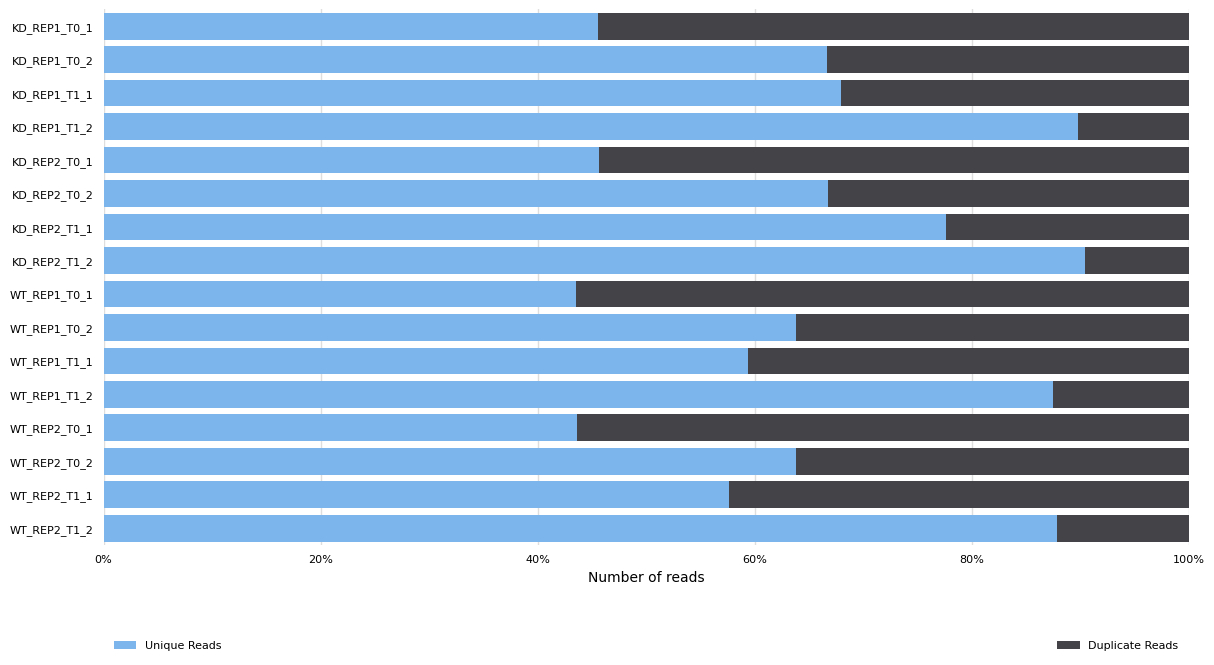 KD_REP1_T0_1
KD_REP1_T0_2
KD_REP1_T1_1
KD_REP1_T1_2
KD_REP2_T0_1
KD_REP2_T0_2
KD_REP2_T1_1
KD_REP2_T1_2
WT_REP1_T0_1
WT_REP1_T0_2
WT_REP1_T1_1
WT_REP1_T1_2
WT_REP2_T0_1
WT_REP2_T0_2
WT_REP2_T1_1
WT_REP2_T1_2
0% 20% 40% 60% 80% 100%
Number of reads
Unique Reads Duplicate Reads